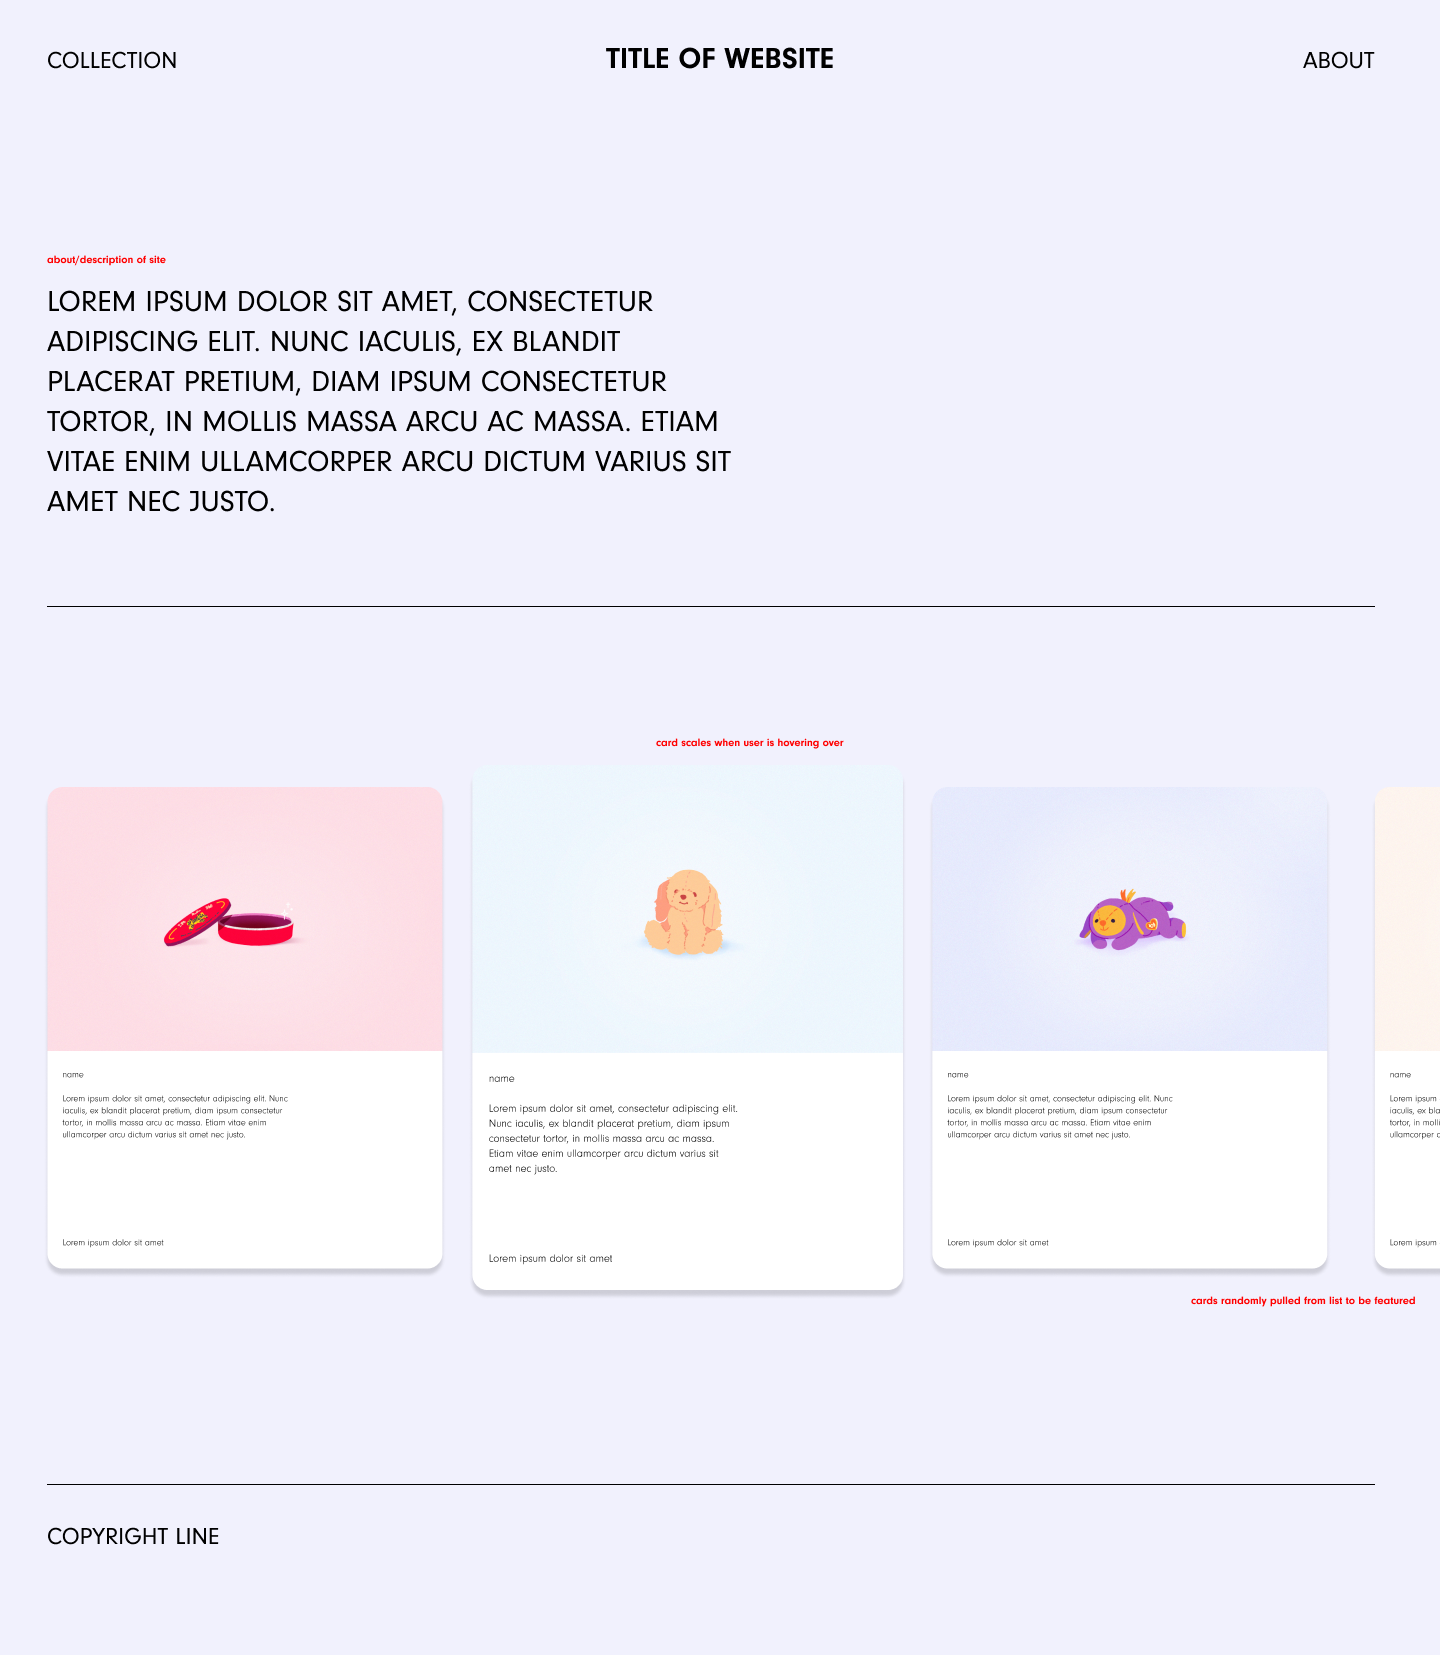 COLLECTION
TITLE OF WEBSITE
ABOUT
about/description of site
LOREM IPSUM DOLOR SIT AMET, CONSECTETUR
ADIPISCING ELIT. NUNC IACULIS, EX BLANDIT
PLACERAT PRETIUM, DIAM IPSUM CONSECTETUR
TORTOR, IN MOLLIS MASSA ARCU AC MASSA. ETIAM
VITAE ENIM ULLAMCORPER ARCU DICTUM VARIUS SIT
AMET NEC JUSTO.
card scales when user is hovering over
name
Lorem ipsum dolor sit amet, consectetur adipiscing elit. Nunc
iaculis, ex blandit placerat pretium, diam ipsum consectetur
tortor, in mollis massa arcu ac massa. Etiam vitae enim
ullamcorper arcu dictum varius sit amet nec justo.
Lorem ipsum dolor sit amet
name
Lorem ipsum dolor sit amet, consectetur adipiscing elit.
Nunc iaculis, ex blandit placerat pretium, diam ipsum
consectetur tortor, in mollis massa arcu ac massa.
Etiam vitae enim ullamcorper arcu dictum varius sit
amet nec justo.
Lorem ipsum dolor sit amet
name
Lorem ipsum dolor sit amet, consectetur adipiscing elit. Nunc
iaculis, ex blandit placerat pretium, diam ipsum consectetur
tortor, in mollis massa arcu ac massa. Etiam vitae enim
ullamcorper arcu dictum varius sit amet nec justo.
Lorem ipsum dolor sit amet
name
Lorem ipsum
iaculis, ex
tortor, in
ullamcorper
Lorem ipsum
cards randomly pulled from list to be featured
COPYRIGHT LINE